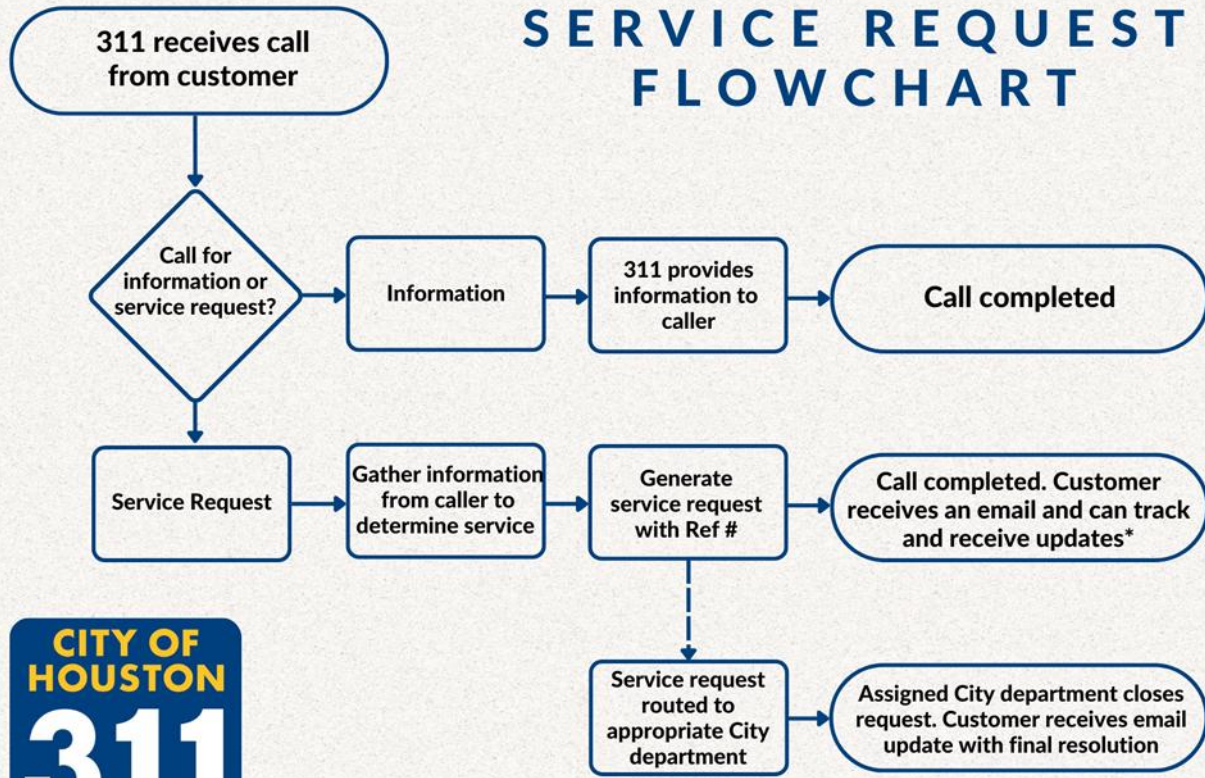 SERVICE REQUEST
FLOWCHART
311 receives call
from customer
Call for
information or
service request?
Information
311 provides
information to
caller
Call completed
Service Request
Gather information
from caller to
determine service
Generate
service request
with Ref #
Call completed. Customer
receives an email and can track
and receive updates*
Service request
routed to
appropriate City
department
Assigned City department closes
request. Customer receives email
update with final resolution
CITY OF
HOUSTON
311